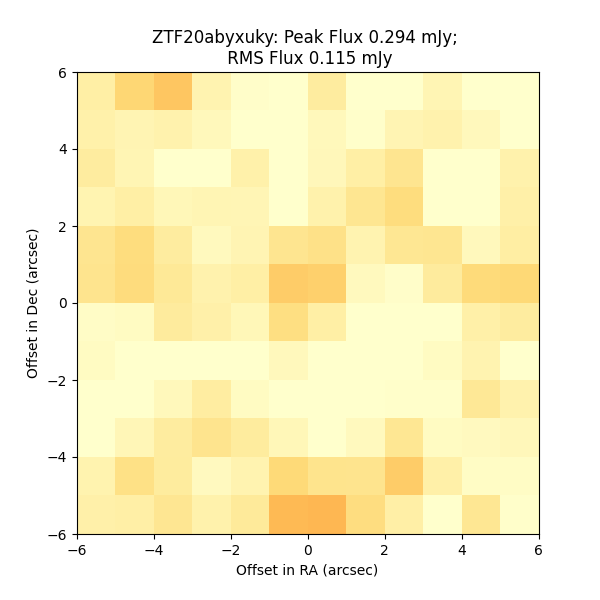 ZTF20abyxuky: Peak Flux 0.294 mJy;
RMS Flux 0.115 mJy
6
4
2
0
−2
−4
−6
Offset in Dec (arcsec)
−6 −4 −2 0 2 4 6
Offset in RA (arcsec)